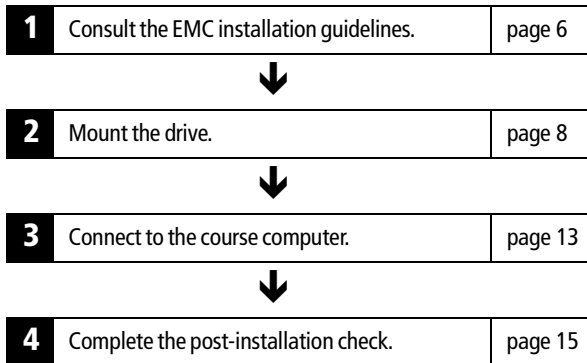 1 Consult the EMC installation guidelines. page 6
2 Mount the drive. page 8
3 Connect to the course computer. page 13
4 Complete the post-installation check. page 15